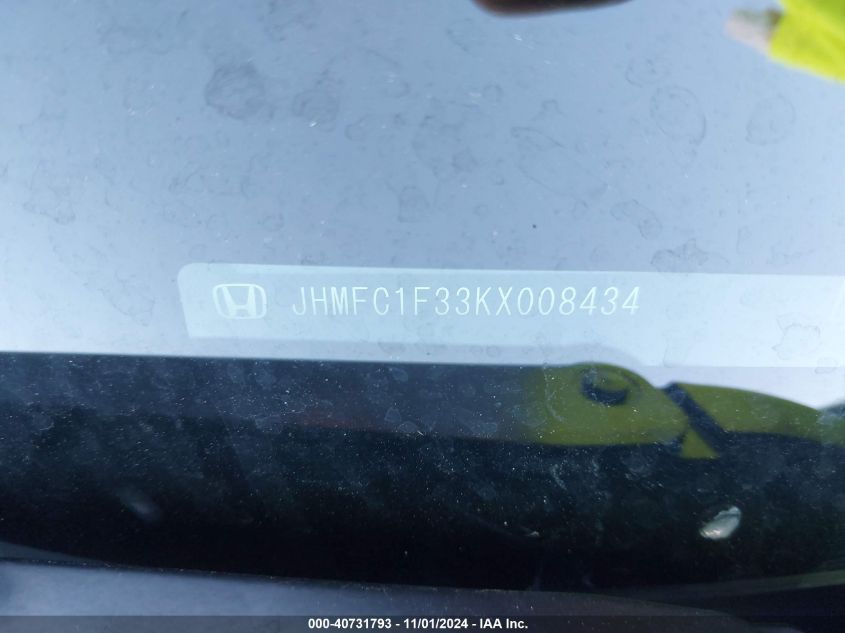 JHMFC1F33KX008434
000-40731793 - 11/01/2024 - IAA Inc.